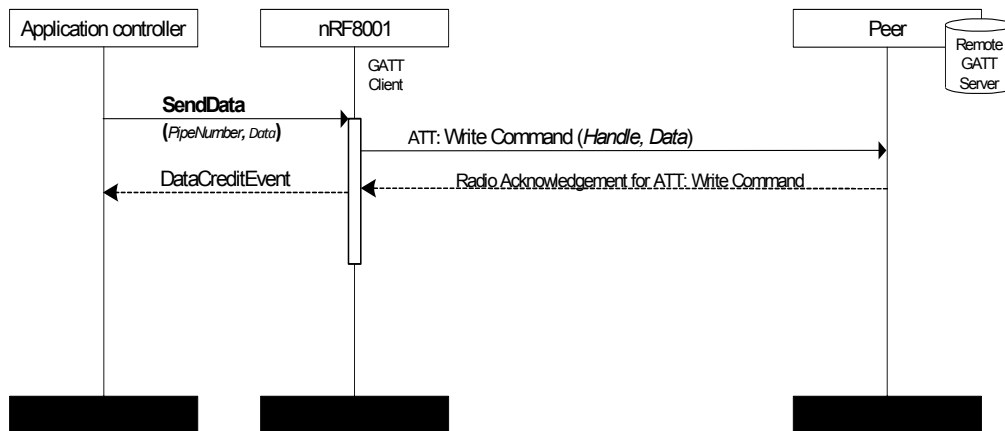 Application controller
nRF8001
Peer
Remote
GATT
Server
GATT
Client
SendData
(PipeNumber, Data)
ATT: Write Command (Handle, Data)
DataCreditEvent
Radio Acknowledgement for ATT: Write Command